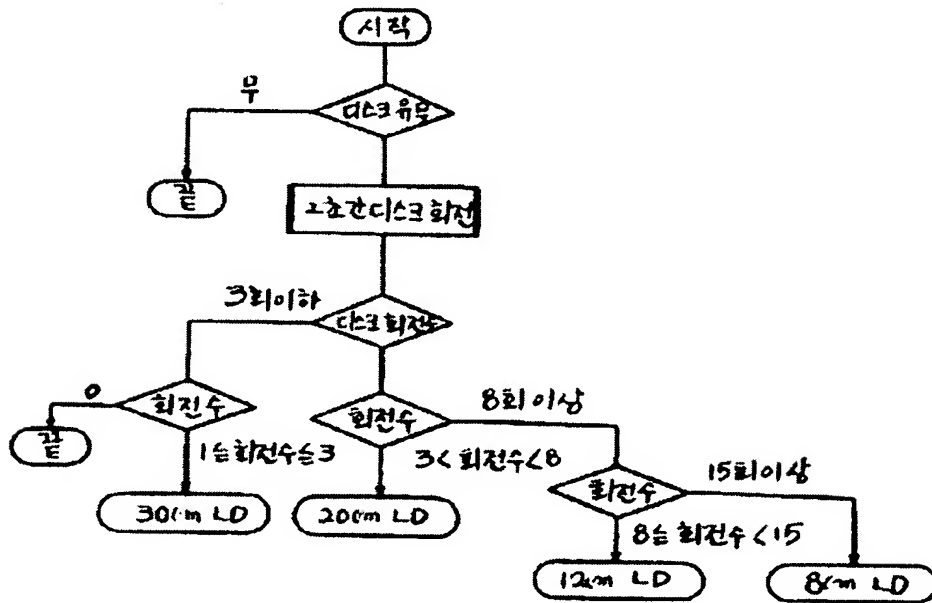 시작
무
디스크유무
끝
2초간디스크 회전
3회이하
디스크 회전수
0
회전수
회전수
8회 이상
끝
1≦회전수≦3
3< 회전수<8
회전수
15회이상
30cm LD
20cm LD
8≦ 회전수 <15
12cm LD
8cm LD